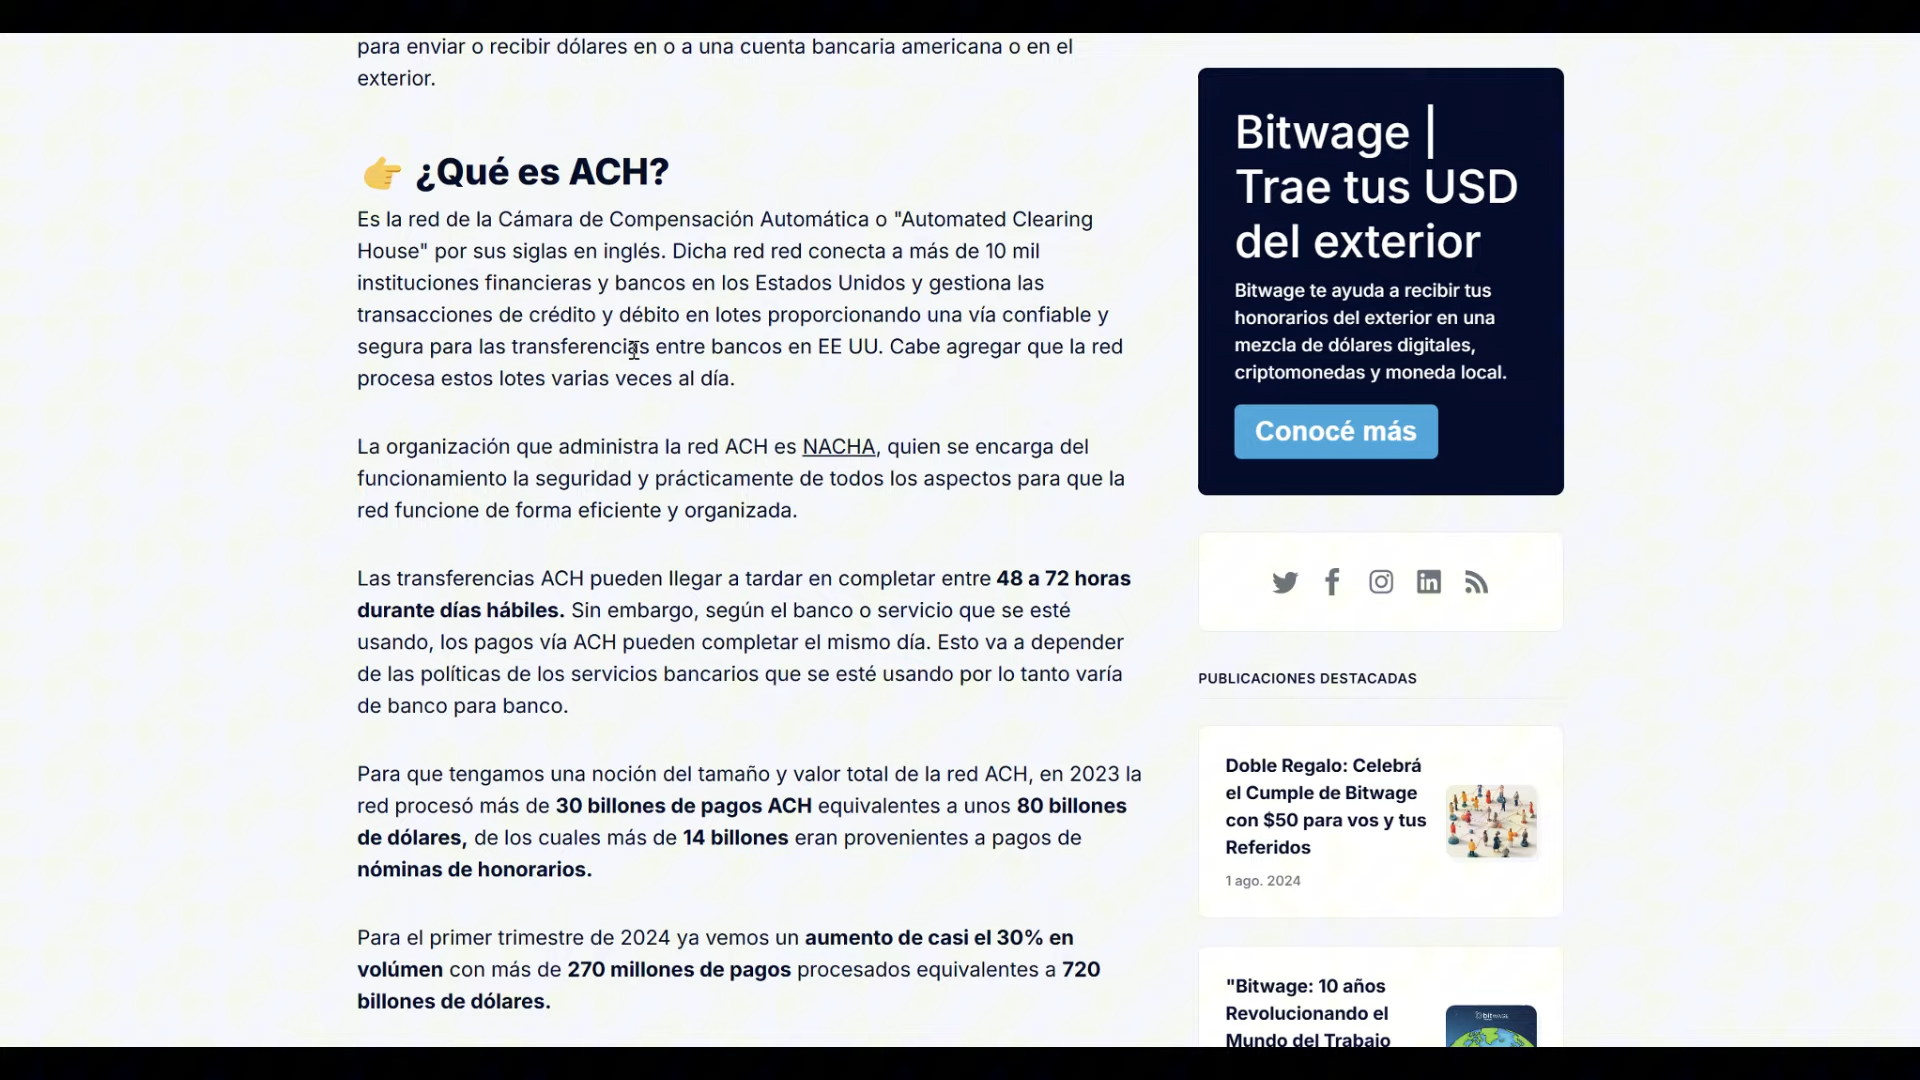 para enviar o recibir dólares en o a una cuenta bancaria americana o en el
exterior.
¿Qué es ACH?
Es la red de la Cámara de Compensación Automática o "Automated Clearing
House" por sus siglas en inglés. Dicha red red conecta a más de 10 mil
instituciones financieras y bancos en los Estados Unidos y gestiona las
transacciones de crédito y débito en lotes proporcionando una vía confiable y
segura para las transferencias entre bancos en EE UU. Cabe agregar que la red
procesa estos lotes varias veces al día.
La organización que administra la red ACH es NACHA, quien se encarga del
funcionamiento la seguridad y prácticamente de todos los aspectos para que la
red funcione de forma eficiente y organizada.
Las transferencias ACH pueden llegar a tardar en completar entre 48 a 72 horas
durante días hábiles. Sin embargo, según el banco o servicio que se esté
usando, los pagos vía ACH pueden completar el mismo día. Esto va a depender
de las políticas de los servicios bancarios que se esté usando por lo tanto varía
de banco para banco.
Para que tengamos una noción del tamaño y valor total de la red ACH, en 2023 la
red procesó más de 30 billones de pagos ACH equivalentes a unos 80 billones
de dólares, de los cuales más de 14 billones eran provenientes a pagos de
nóminas de honorarios.
Para el primer trimestre de 2024 ya vemos un aumento de casi el 30% en
volúmen con más de 270 millones de pagos procesados equivalentes a 720
billones de dólares.
Bitwage |
Trae tus USD
del exterior
Bitwage te ayuda a recibir tus
honorarios del exterior en una
mezcla de dólares digitales,
criptomonedas y moneda local.
Conocé más
PUBLICACIONES DESTACADAS
Doble Regalo: Celebrá
el Cumple de Bitwage
con $50 para vos y tus
Referidos
1 ago. 2024
"Bitwage: 10 años
Revolucionando el
Mundo del Trabajo
bitwage